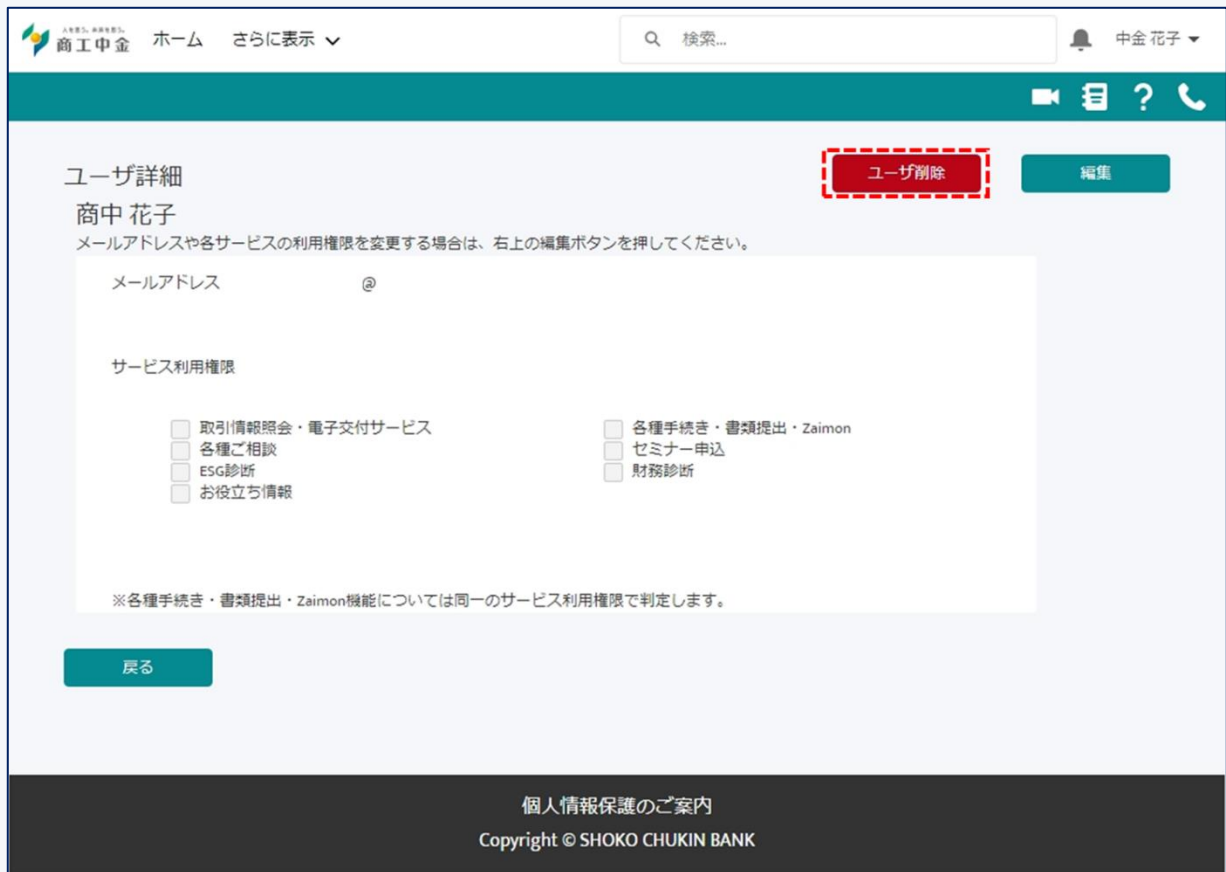 人を思う。未来を思う。
商工中金 ホーム さらに表示 検索... 中金 花子
ユーザ詳細 ユーザ削除 編集
商中 花子
メールアドレスや各サービスの利用権限を変更する場合は、右上の編集ボタンを押してください。
メールアドレス @
サービス利用権限
取引情報照会・電子交付サービス 各種手続き・書類提出・Zaimon
各種ご相談 セミナー申込
ESG診断 財務診断
お役立ち情報
※各種手続き・書類提出・Zaimon機能については同一のサービス利用権限で判定します。
戻る
個人情報保護のご案内
Copyright © SHOKO CHUKIN BANK